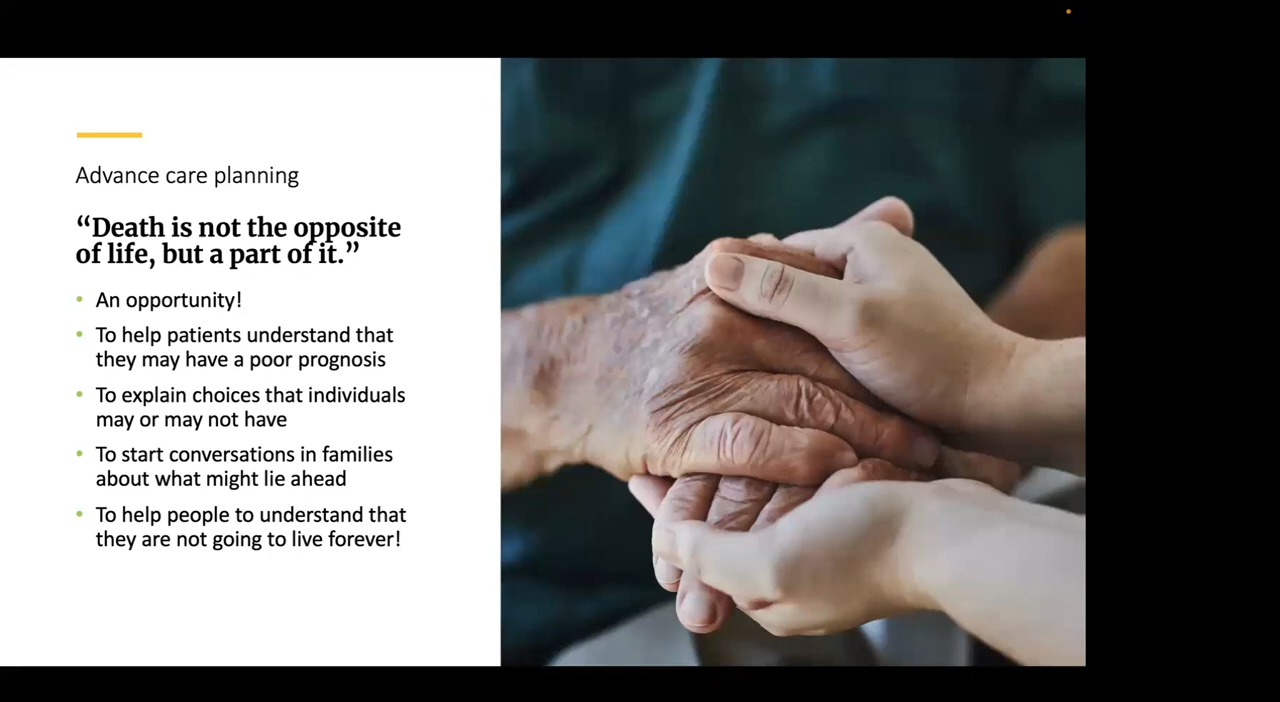 Advance care planning
“Death is not the opposite
of life, but a part of it.”
• An opportunity!
• To help patients understand that
they may have a poor prognosis
• To explain choices that individuals
may or may not have
• To start conversations in families
about what might lie ahead
• To help people to understand that
they are not going to live forever!